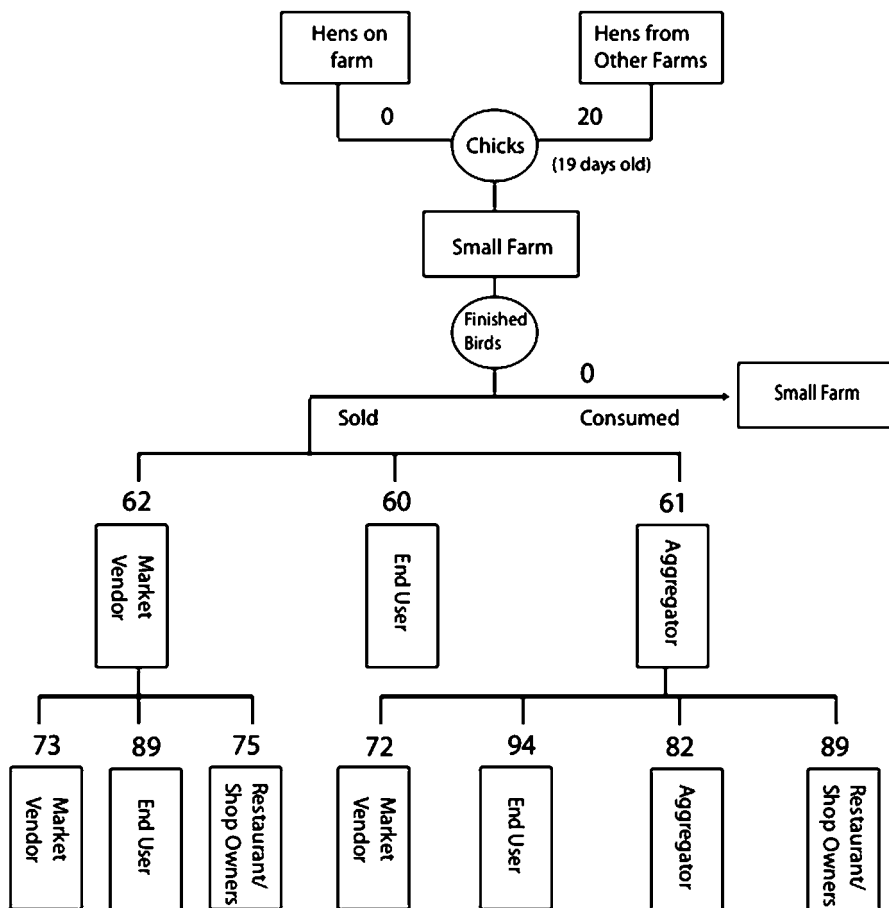 Hens on
farm
Hens from
Other Farms
0
20
Chicks
(19 days old)
Small Farm
Finished
Birds
0
Sold
Consumed
Small Farm
62
60
61
Market
Vendor
End User
Aggregator
73
89
75
72
94
82
89
Market
Vendor
End User
Restaurant/
Shop Owners
Market
Vendor
End User
Aggregator
Restaurant/
Shop Owners